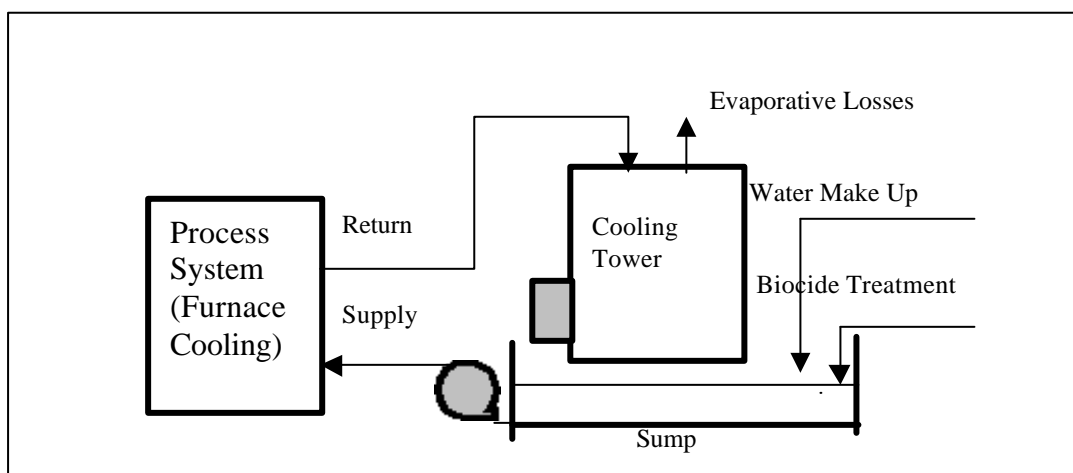 Evaporative Losses
Water Make Up
Cooling
Tower
Biocide Treatment
Return
Supply
Process
System
(Furnace
Cooling)
Sump